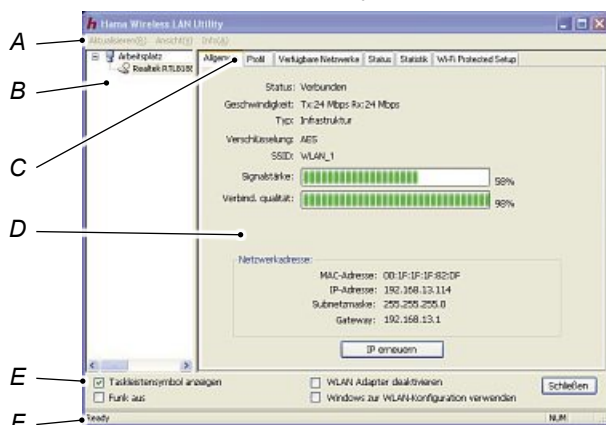 Hama Wireless LAN Utility
A
Aktualisieren(R) Ansicht(V) Info(A)
B
Arbeitsplatz
Realtek RTL8188
Allgem Profil Verfügbare Netzwerke Status Statistik Wi-Fi Protected Setup
C
Status: Verbunden
Geschwindigkeit: Tx:24 Mbps Rx:24 Mbps
Typ: Infrastruktur
Verschlüsselung: AES
SSID: WLAN_1
Signalstärke: 58%
Verbind. qualität: 98%
D
Netzwerkadresse:
MAC-Adresse: 00:1F:1F:1F:82:DF
IP-Adresse: 192.168.13.114
Subnetzmaske: 255.255.255.0
Gateway: 192.168.13.1
IP erneuern
E
Taskleistensymbol anzeigen
WLAN Adapter deaktivieren
Schließen
Funk aus
Windows zur WLAN-Konfiguration verwenden
F
Ready NUM